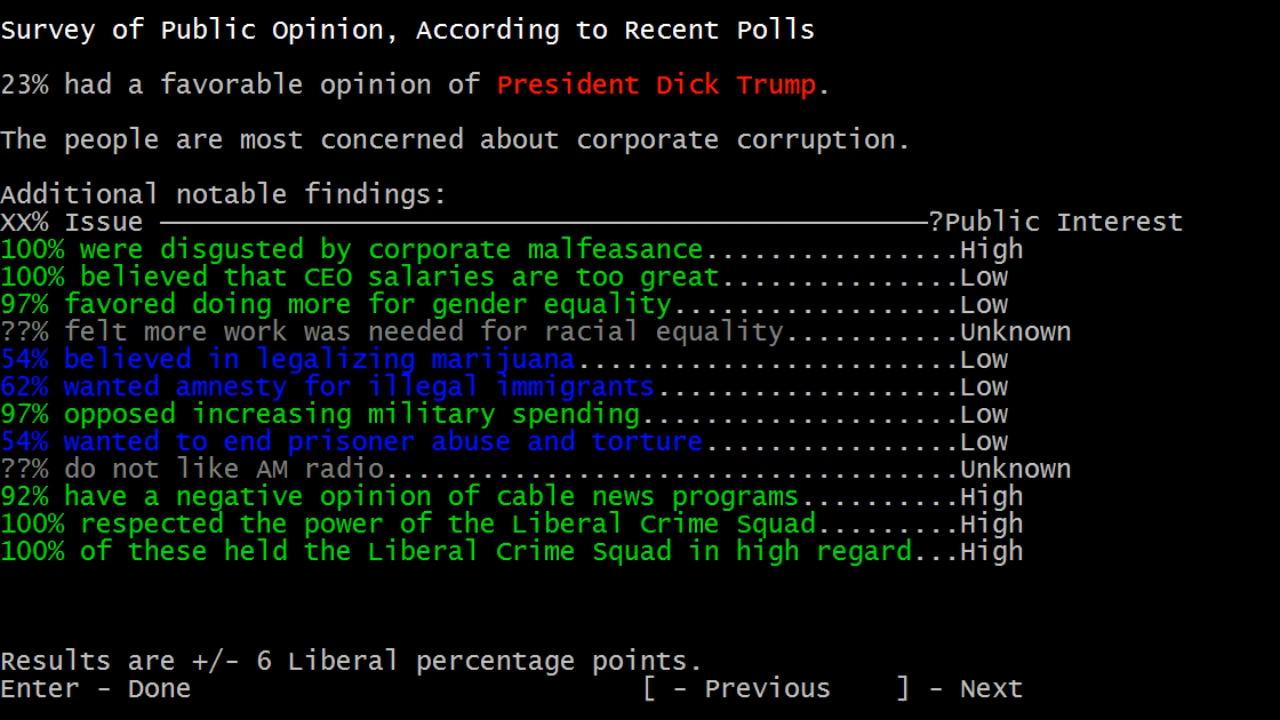 Survey of Public Opinion, According to Recent Polls
23% had a favorable opinion of President Dick Trump.
The people are most concerned about corporate corruption.
Additional notable findings:
XX% Issue ────────────────────────────────────────────────?Public Interest
100% were disgusted by corporate malfeasance................High
100% believed that CEO salaries are too great...............Low
97% favored doing more for gender equality..................Low
??% felt more work was needed for racial equality...........Unknown
54% believed in legalizing marijuana........................Low
62% wanted amnesty for illegal immigrants...................Low
97% opposed increasing military spending....................Low
54% wanted to end prisoner abuse and torture................Low
??% do not like AM radio....................................Unknown
92% have a negative opinion of cable news programs..........High
100% respected the power of the Liberal Crime Squad.........High
100% of these held the Liberal Crime Squad in high regard...High
Results are +/- 6 Liberal percentage points.
Enter - Done [ - Previous ] - Next